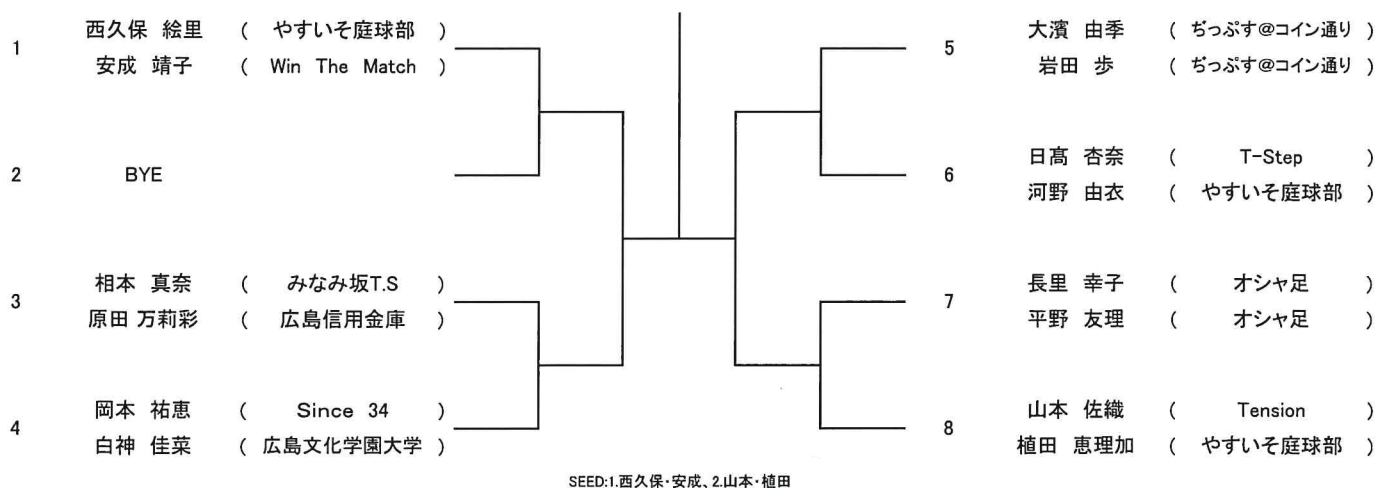 1
西久保 絵里 ( やすいそ庭球部 )
安成 靖子 ( Win The Match )
2 BYE
3
相本 真奈 ( みなみ坂T.S )
原田 万莉彩 ( 広島信用金庫 )
4
岡本 祐恵 ( Since 34 )
白神 佳菜 ( 広島文化学園大学 )
5
大濱 由季 ( ぢっぷす@コイン通り )
岩田 歩 ( ぢっぷす@コイン通り )
6
日髙 杏奈 ( T-Step )
河野 由衣 ( やすいそ庭球部 )
7
長里 幸子 ( オシャ足 )
平野 友理 ( オシャ足 )
8
山本 佐織 ( Tension )
植田 恵理加 ( やすいそ庭球部 )
SEED:1.西久保・安成、2.山本・植田